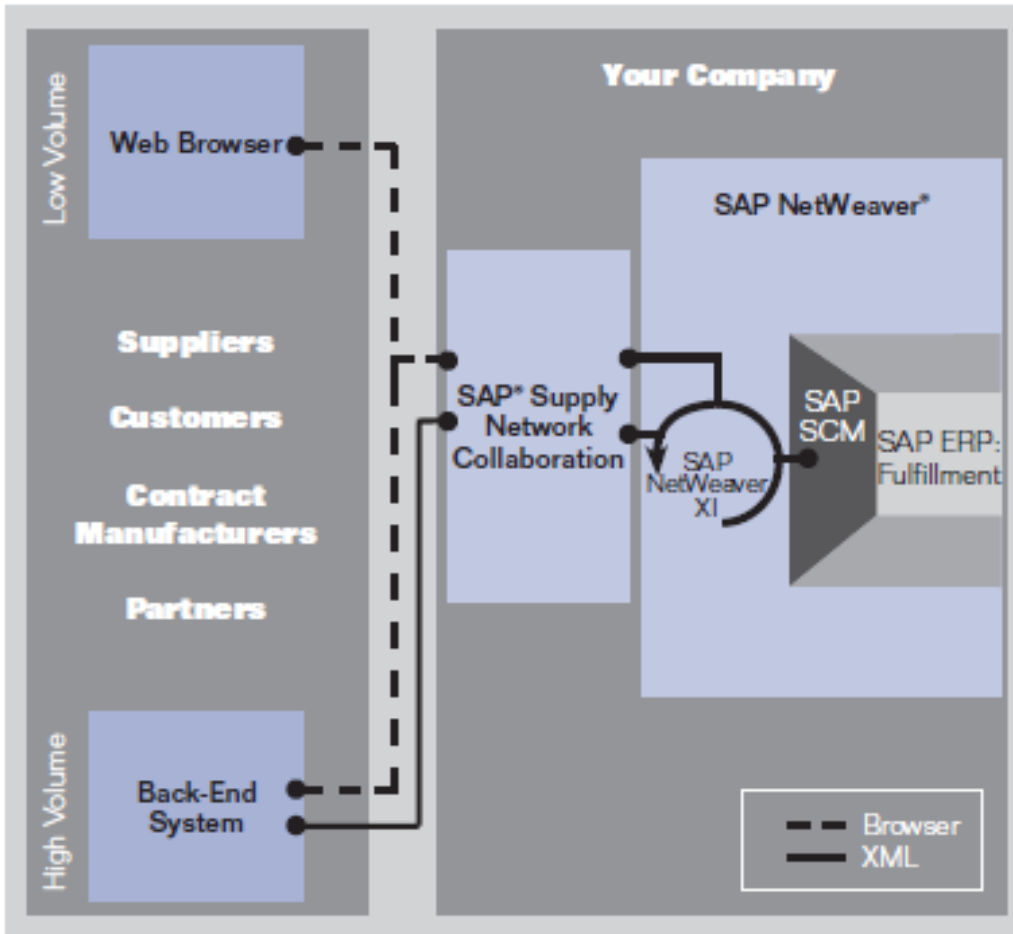 Low Volume
Web Browser
Suppliers
Customers
Contract
Manufacturers
Partners
High Volume
Back-End
System
Your Company
SAP NetWeaver®
SAP® Supply
Network
Collaboration
SAP
NetWeaver
XI
SAP
SCM
SAP ERP:
Fulfillment
Browser
XML